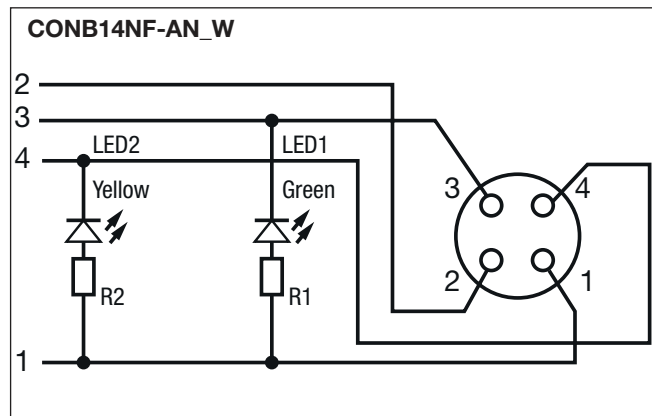 CONB14NF-AN_W
2
3
4
LED2
LED1
Yellow
Green
3
4
R2
R1
2
1
1